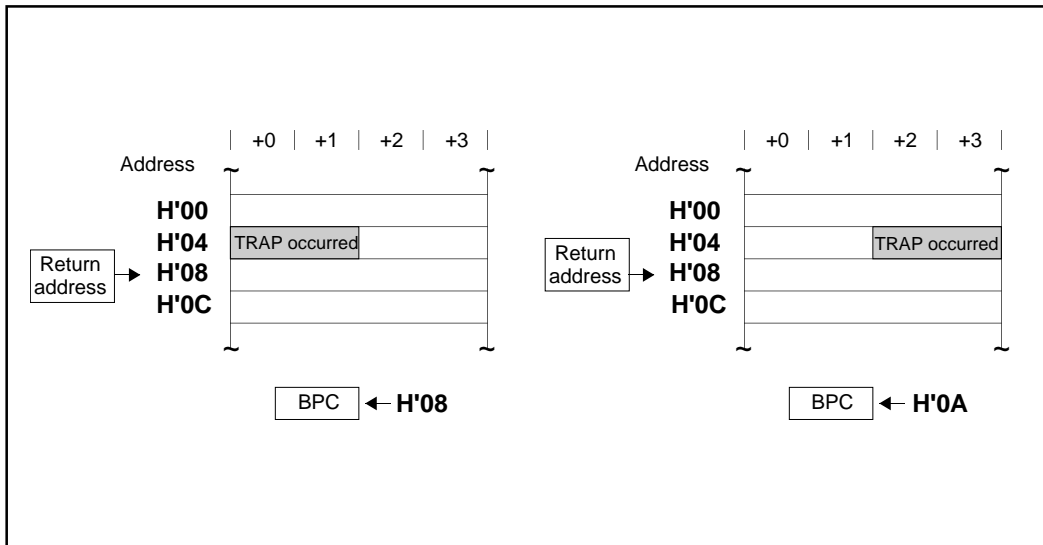 +0 +1 +2 +3
Address
~ ~
H'00
H'04 TRAP occurred
Return address
H'08
H'0C
~ ~
BPC ← H'08
+0 +1 +2 +3
Address
~ ~
H'00
H'04 TRAP occurred
Return address
H'08
H'0C
~ ~
BPC ← H'0A